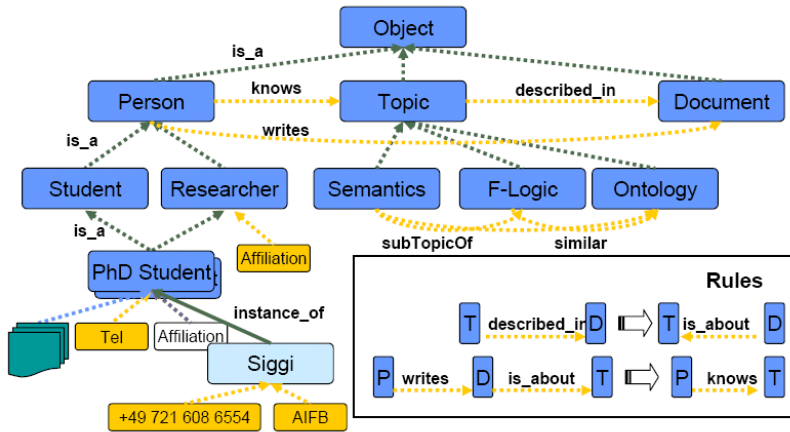 Object
is_a
knows
described_in
Person
Topic
Document
writes
is_a
Student
Researcher
Semantics
F-Logic
Ontology
is_a
subTopicOf
similar
Affiliation
PhD Student
t
Rules
instance_of
T described_in D T is_about D
Tel
Affiliation
Siggi
P writes D is_about T P knows T
+49 721 608 6554
AIFB